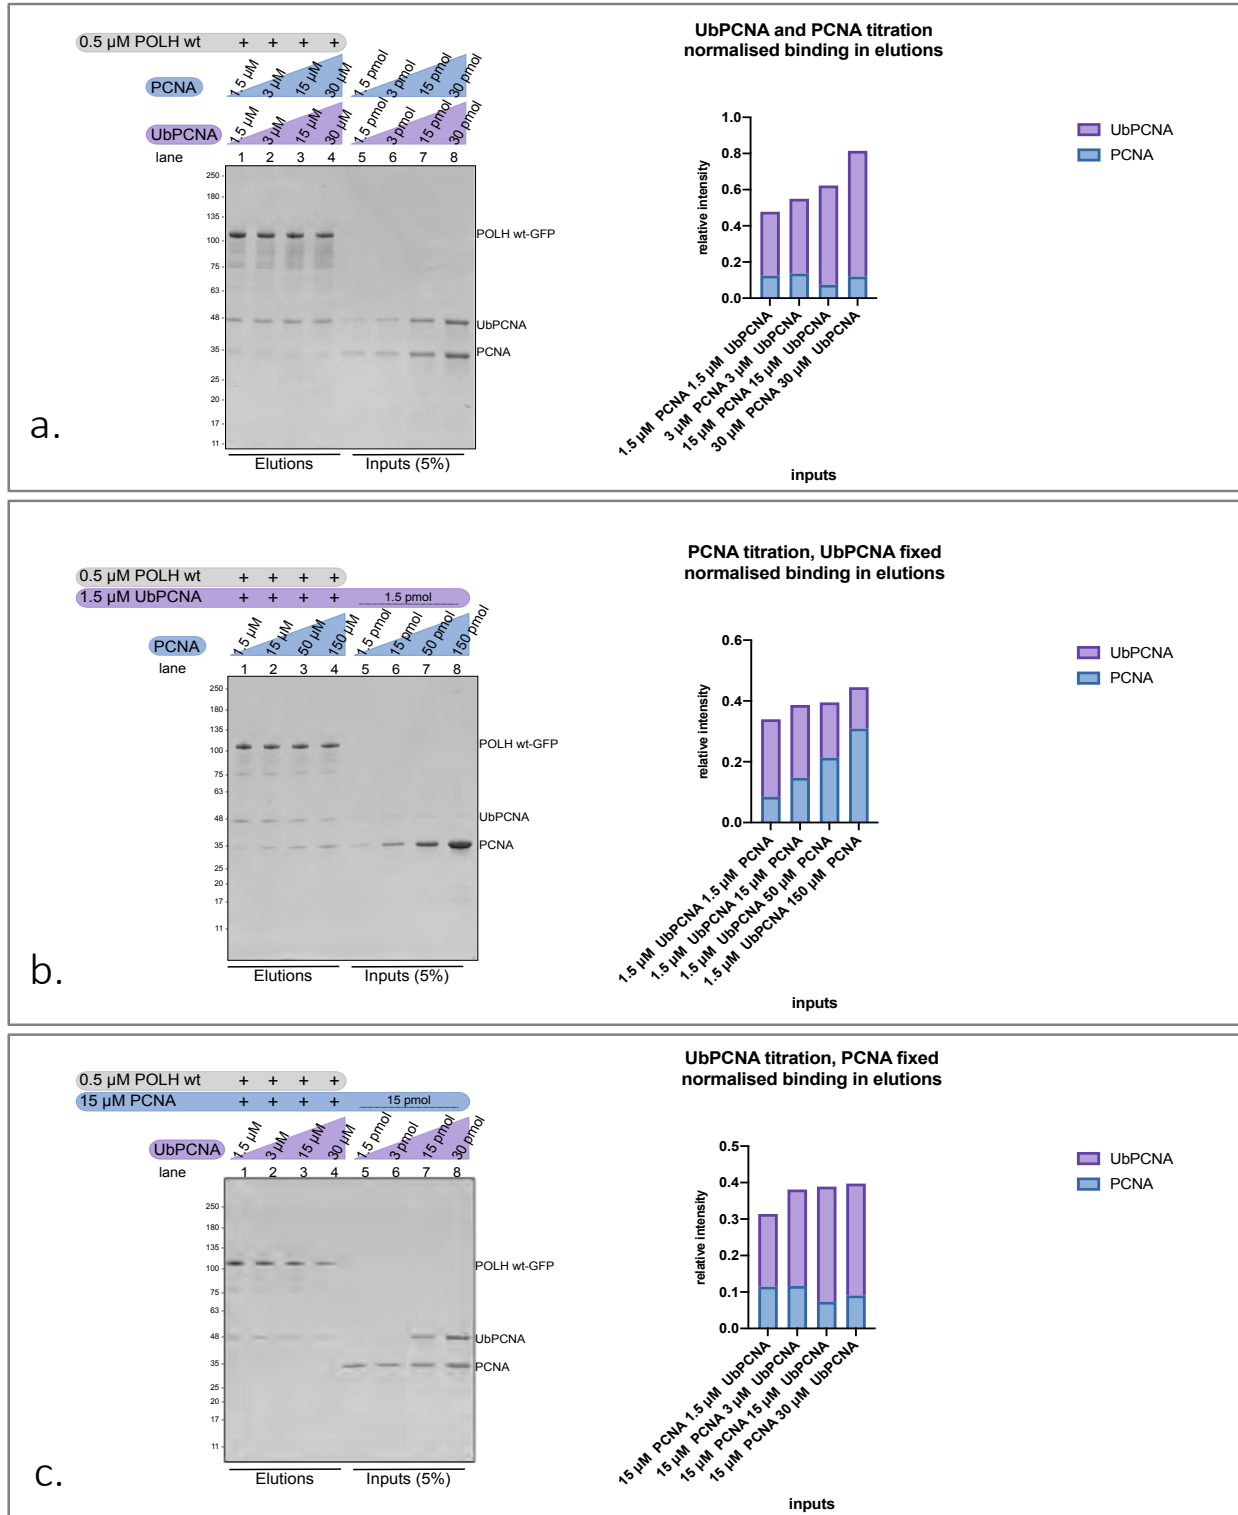 UbPCNA and PCNA titration
normalised binding in elutions
0.5 µM POLH wt + + + +
PCNA 1.5 µM 3 µM 15 µM 30 µM 1.5 pmol 3 pmol 15 pmol 30 pmol
UbPCNA 1.5 µM 3 µM 15 µM 30 µM 1.5 pmol 3 pmol 15 pmol 30 pmol
lane 1 2 3 4 5 6 7 8
250
180
135
100
75
63
48
35
25
20
17
11
POLH wt-GFP
UbPCNA
PCNA
Elutions Inputs (5%)
a.
relative intensity
1.0
0.8
0.6
0.4
0.2
0.0
1.5 µM PCNA 1.5 µM UbPCNA
3 µM PCNA 3 µM UbPCNA
15 µM PCNA 15 µM UbPCNA
30 µM PCNA 30 µM UbPCNA
inputs
UbPCNA
PCNA
PCNA titration, UbPCNA fixed
normalised binding in elutions
0.5 µM POLH wt + + + +
1.5 µM UbPCNA + + + + 1.5 pmol
PCNA 1.5 µM 15 µM 50 µM 150 µM 1.5 pmol 15 pmol 50 pmol 150 pmol
lane 1 2 3 4 5 6 7 8
250
180
135
100
75
63
48
35
25
20
17
11
POLH wt-GFP
UbPCNA
PCNA
Elutions Inputs (5%)
b.
relative intensity
0.6
0.4
0.2
0.0
1.5 µM UbPCNA 1.5 µM PCNA
1.5 µM UbPCNA 15 µM PCNA
1.5 µM UbPCNA 50 µM PCNA
1.5 µM UbPCNA 150 µM PCNA
inputs
UbPCNA
PCNA
UbPCNA titration, PCNA fixed
normalised binding in elutions
0.5 µM POLH wt + + + +
15 µM PCNA + + + + 15 pmol
UbPCNA 1.5 µM 3 µM 15 µM 30 µM 1.5 pmol 3 pmol 15 pmol 30 pmol
lane 1 2 3 4 5 6 7 8
250
180
135
100
75
63
48
35
25
20
17
11
POLH wt-GFP
UbPCNA
PCNA
Elutions Inputs (5%)
c.
relative intensity
0.5
0.4
0.3
0.2
0.1
0.0
15 µM PCNA 1.5 µM UbPCNA
15 µM PCNA 3 µM UbPCNA
15 µM PCNA 15 µM UbPCNA
15 µM PCNA 30 µM UbPCNA
inputs
UbPCNA
PCNA